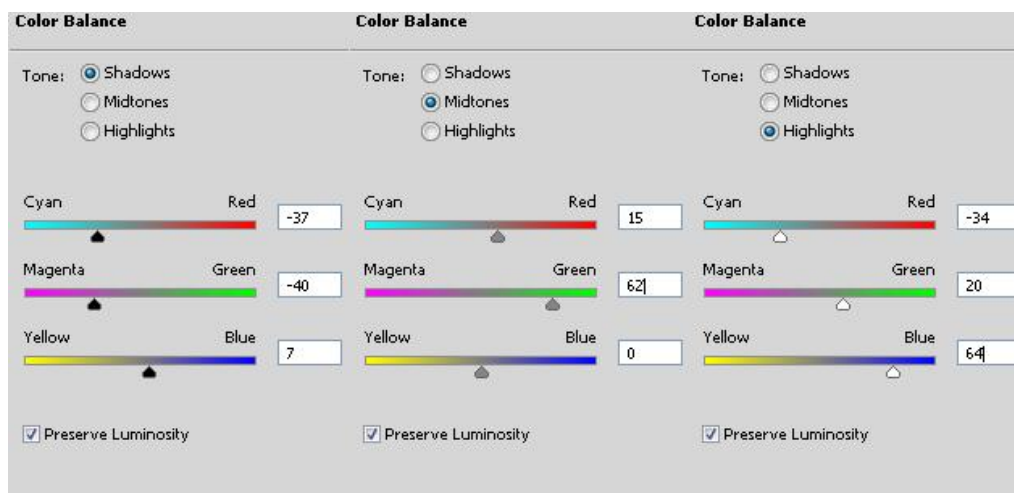 Color Balance
Tone: Shadows
Midtones
Highlights
Cyan Red -37
Magenta Green -40
Yellow Blue 7
Preserve Luminosity
Color Balance
Tone: Shadows
Midtones
Highlights
Cyan Red 15
Magenta Green 62
Yellow Blue 0
Preserve Luminosity
Color Balance
Tone: Shadows
Midtones
Highlights
Cyan Red -34
Magenta Green 20
Yellow Blue 64
Preserve Luminosity